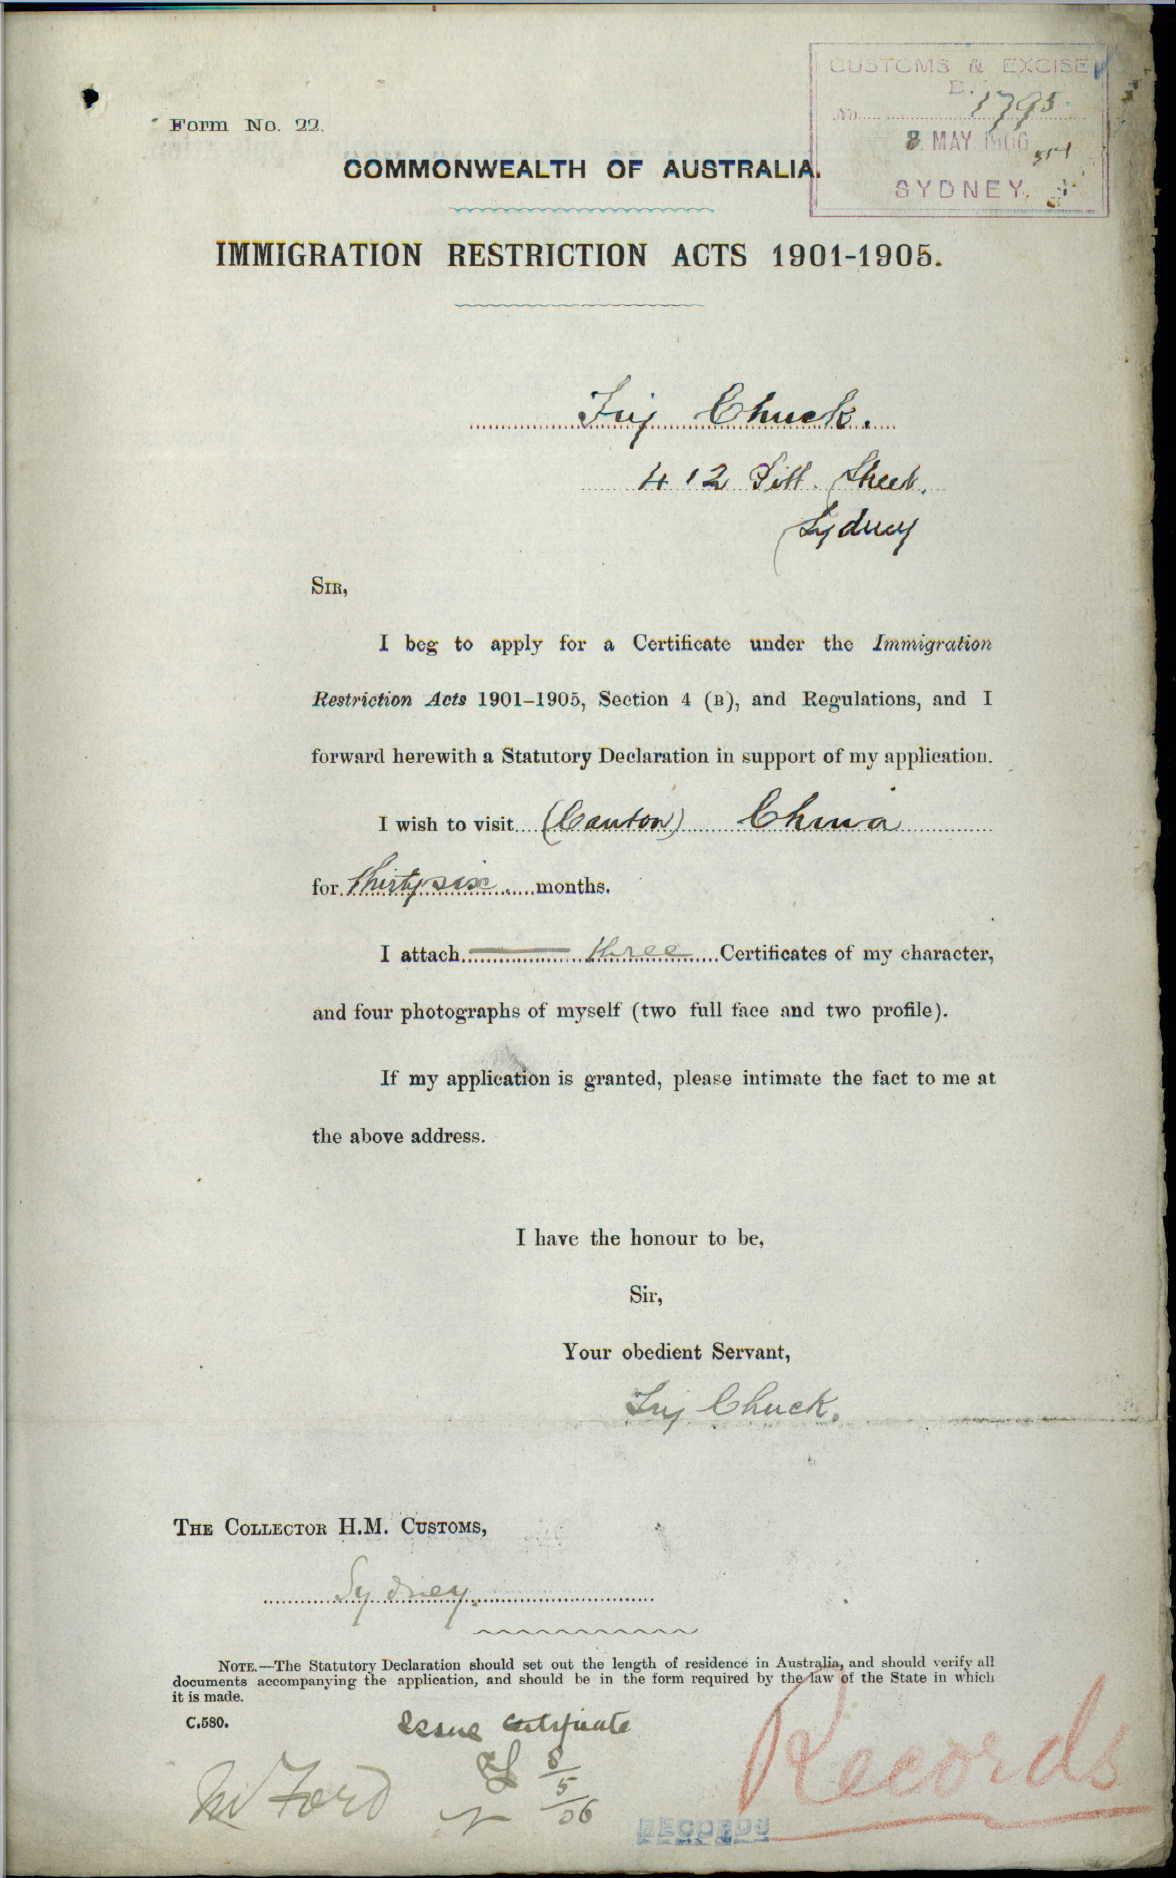 CUSTOMS & EXCISE
No. 1795
8 MAY 1906
SYDNEY.
Form No. 22.
COMMONWEALTH OF AUSTRALIA.
IMMIGRATION RESTRICTION ACTS 1901-1905.
Chuck.
412 Pitt. Street.
Sydney
SIR,
I beg to apply for a Certificate under the Immigration
Restriction Acts 1901-1905, Section 4 (B), and Regulations, and I
forward herewith a Statutory Declaration in support of my application.
I wish to visit (Canton) China
for thirty six months.
I attach three Certificates of my character,
and four photographs of myself (two full face and two profile).
If my application is granted, please intimate the fact to me at
the above address.
I have the honour to be,
Sir,
Your obedient Servant,
Chuck.
THE COLLECTOR H.M. CUSTOMS,
Sydney.
NOTE.—The Statutory Declaration should set out the length of residence in Australia, and should verify all
documents accompanying the application, and should be in the form required by the law of the State in which
it is made.
C.580.
Issue Certificate
8/5/06
Mr Ford
Records
RECORDS